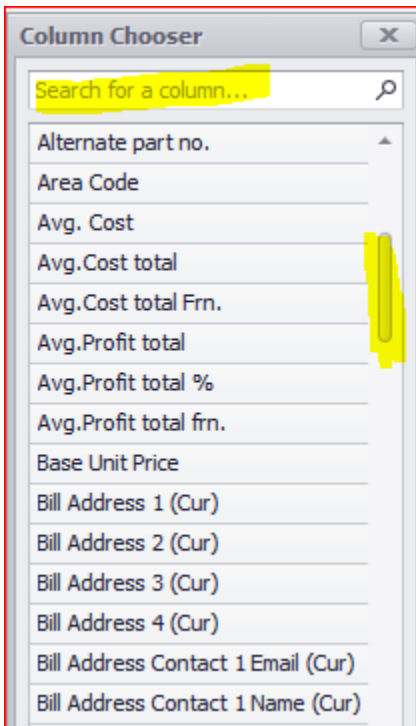 Column Chooser
Search for a column...
Alternate part no.
Area Code
Avg. Cost
Avg.Cost total
Avg.Cost total Frn.
Avg.Profit total
Avg.Profit total %
Avg.Profit total frn.
Base Unit Price
Bill Address 1 (Cur)
Bill Address 2 (Cur)
Bill Address 3 (Cur)
Bill Address 4 (Cur)
Bill Address Contact 1 Email (Cur)
Bill Address Contact 1 Name (Cur)